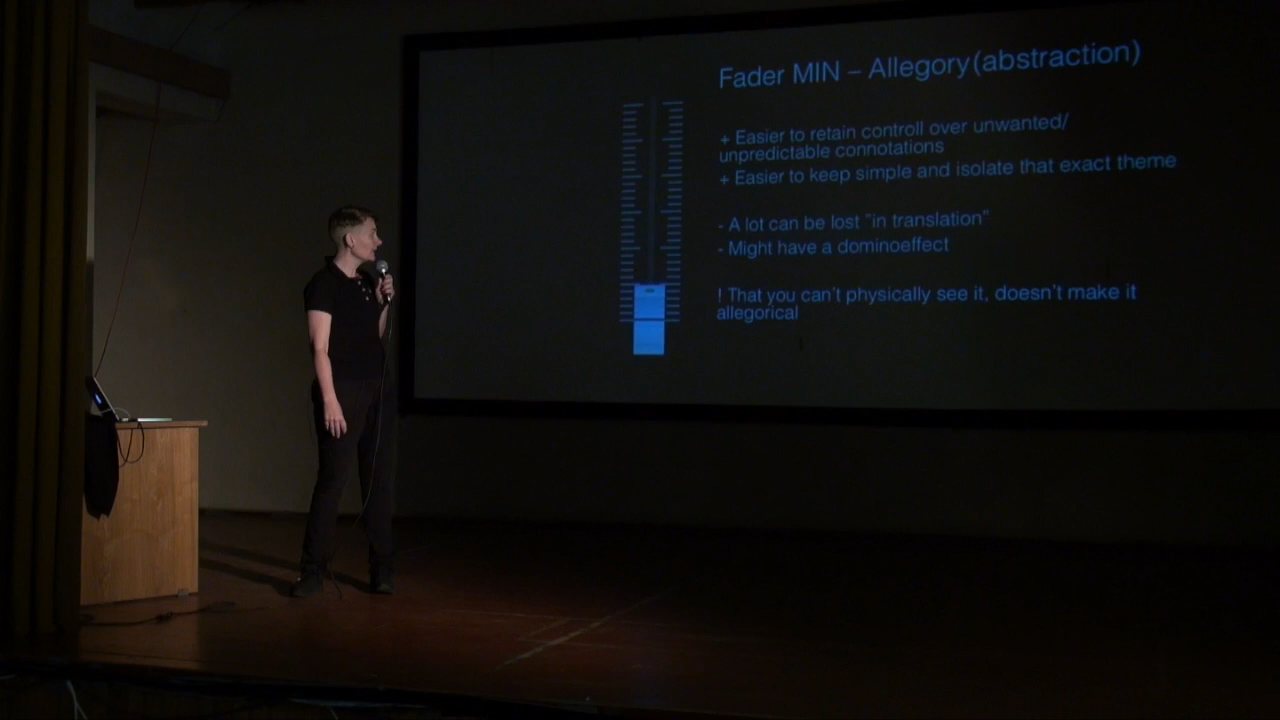 Fader MIN – Allegory(abstraction)
+ Easier to retain controll over unwanted/
unpredictable connotations
+ Easier to keep simple and isolate that exact theme
- A lot can be lost "in translation"
- Might have a dominoeffect
! That you can't physically see it, doesn't make it
allegorical